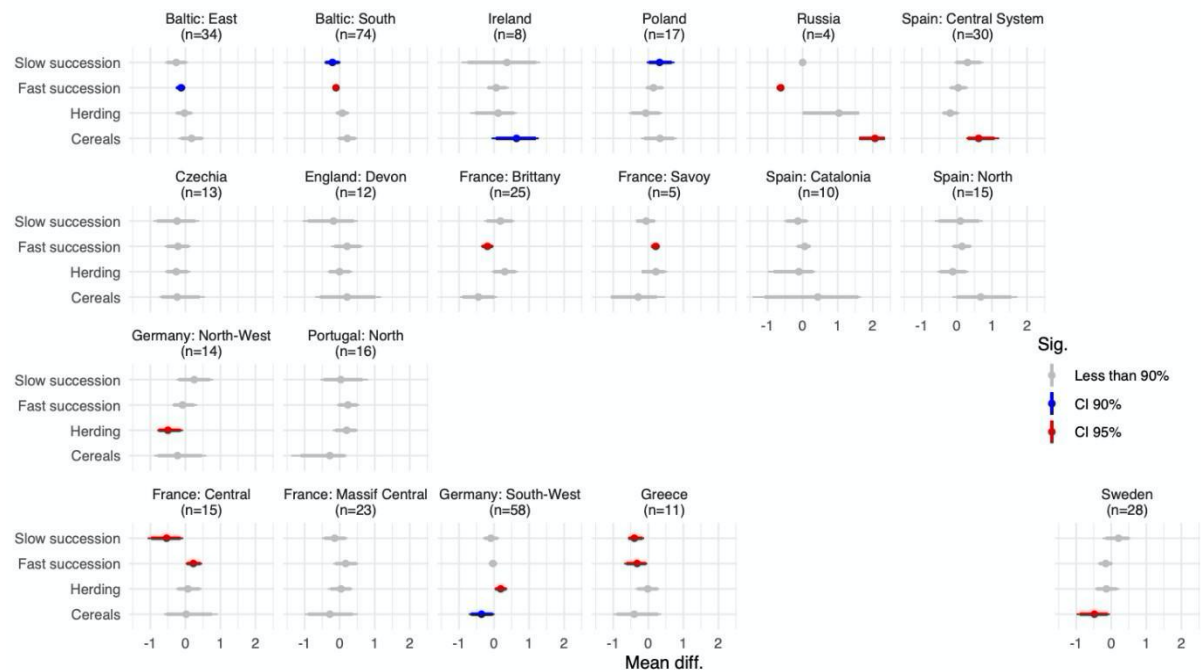 Baltic: East
(n=34)
Baltic: South
(n=74)
Ireland
(n=8)
Poland
(n=17)
Russia
(n=4)
Spain: Central System
(n=30)
Slow succession
Fast succession
Herding
Cereals
Czechia
(n=13)
England: Devon
(n=12)
France: Brittany
(n=25)
France: Savoy
(n=5)
Spain: Catalonia
(n=10)
Spain: North
(n=15)
Slow succession
Fast succession
Herding
Cereals
-1 0 1 2
-1 0 1 2
Germany: North-West
(n=14)
Portugal: North
(n=16)
Slow succession
Fast succession
Herding
Cereals
Sig.
Less than 90%
CI 90%
CI 95%
France: Central
(n=15)
France: Massif Central
(n=23)
Germany: South-West
(n=58)
Greece
(n=11)
Sweden
(n=28)
Slow succession
Fast succession
Herding
Cereals
-1 0 1 2
-1 0 1 2
-1 0 1 2
-1 0 1 2
-1 0 1 2
Mean diff.